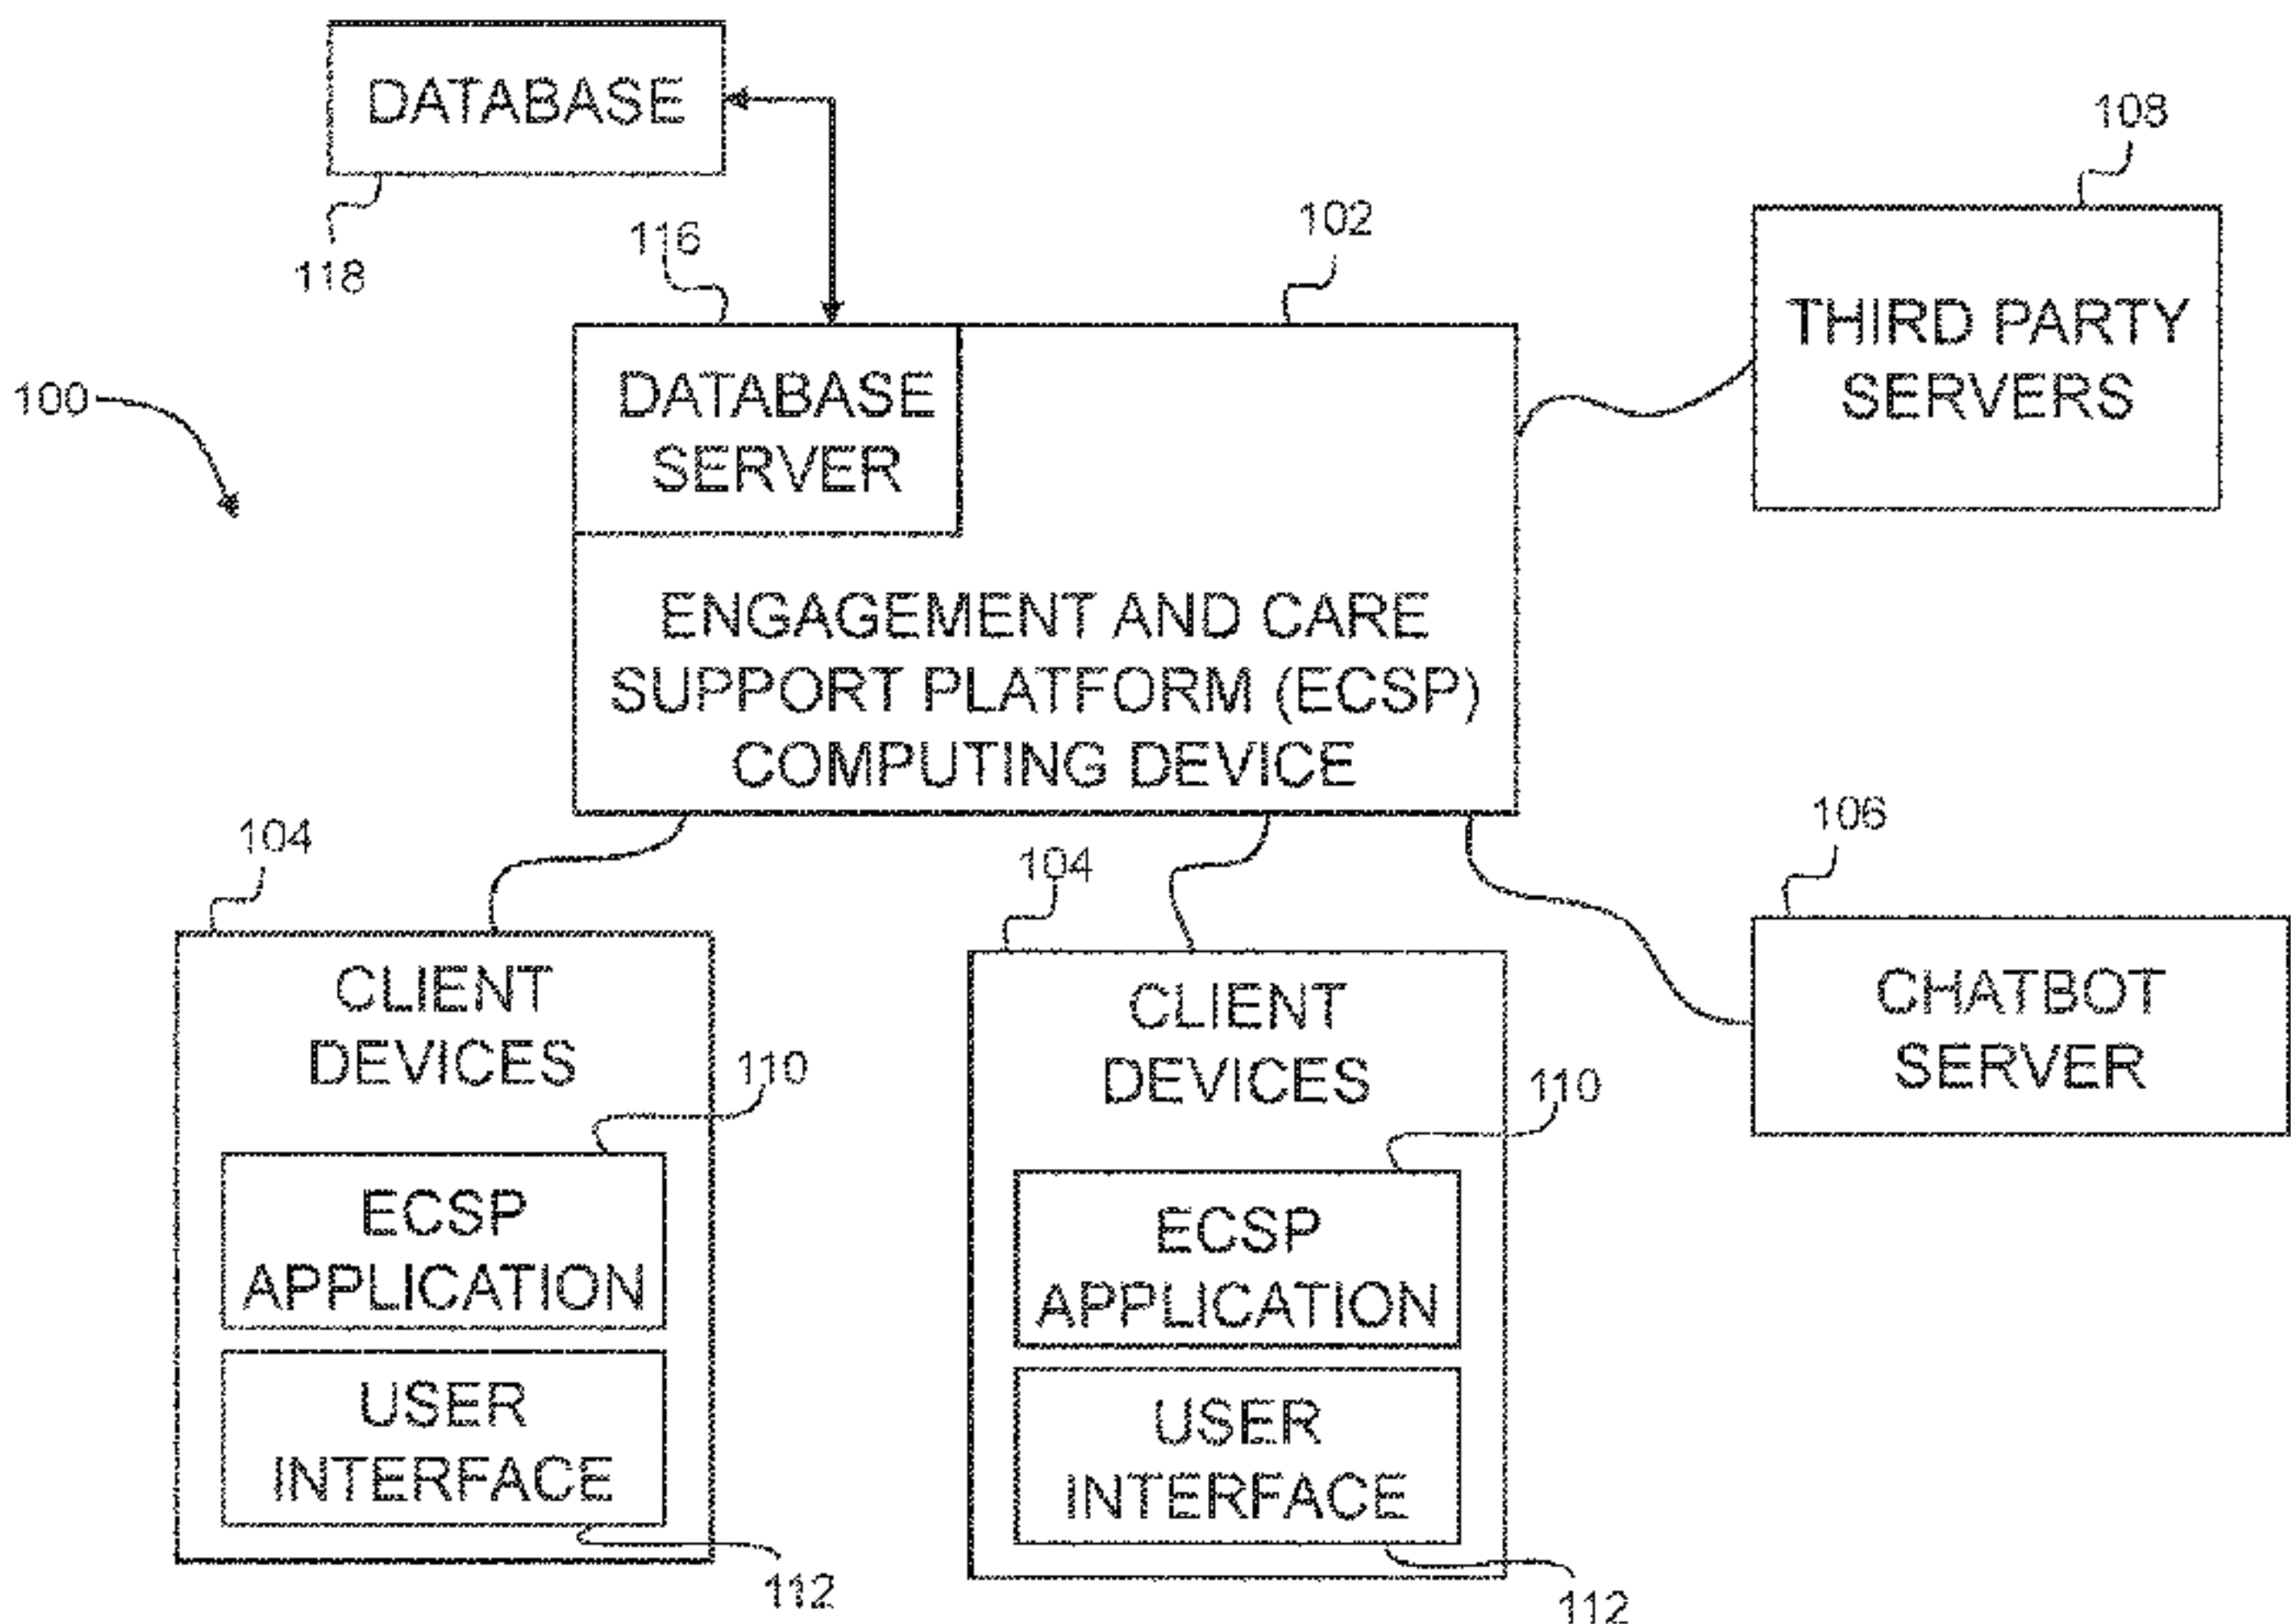 DATABASE
118
116
102
108
100
DATABASE
SERVER
THIRD PARTY
SERVERS
ENGAGEMENT AND CARE
SUPPORT PLATFORM (ECSP)
COMPUTING DEVICE
104
CLIENT
DEVICES
110
ECSP
APPLICATION
USER
INTERFACE
112
104
CLIENT
DEVICES
110
ECSP
APPLICATION
USER
INTERFACE
112
106
CHATBOT
SERVER